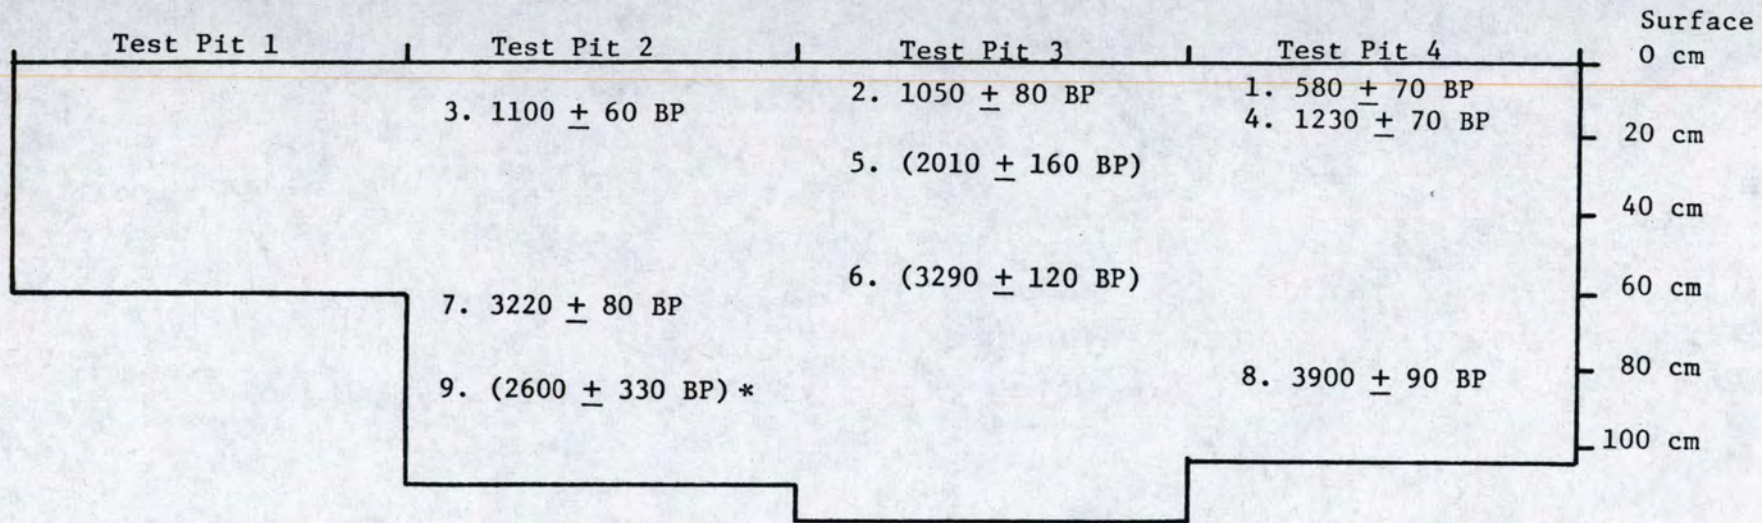 Surface
Test Pit 1 Test Pit 2 Test Pit 3 Test Pit 4 0 cm
3. 1100 ± 60 BP 2. 1050 ± 80 BP 1. 580 ± 70 BP
4. 1230 ± 70 BP 20 cm
5. (2010 ± 160 BP)
40 cm
6. (3290 ± 120 BP) 60 cm
7. 3220 ± 80 BP
9. (2600 ± 330 BP)* 8. 3900 ± 90 BP 80 cm
100 cm